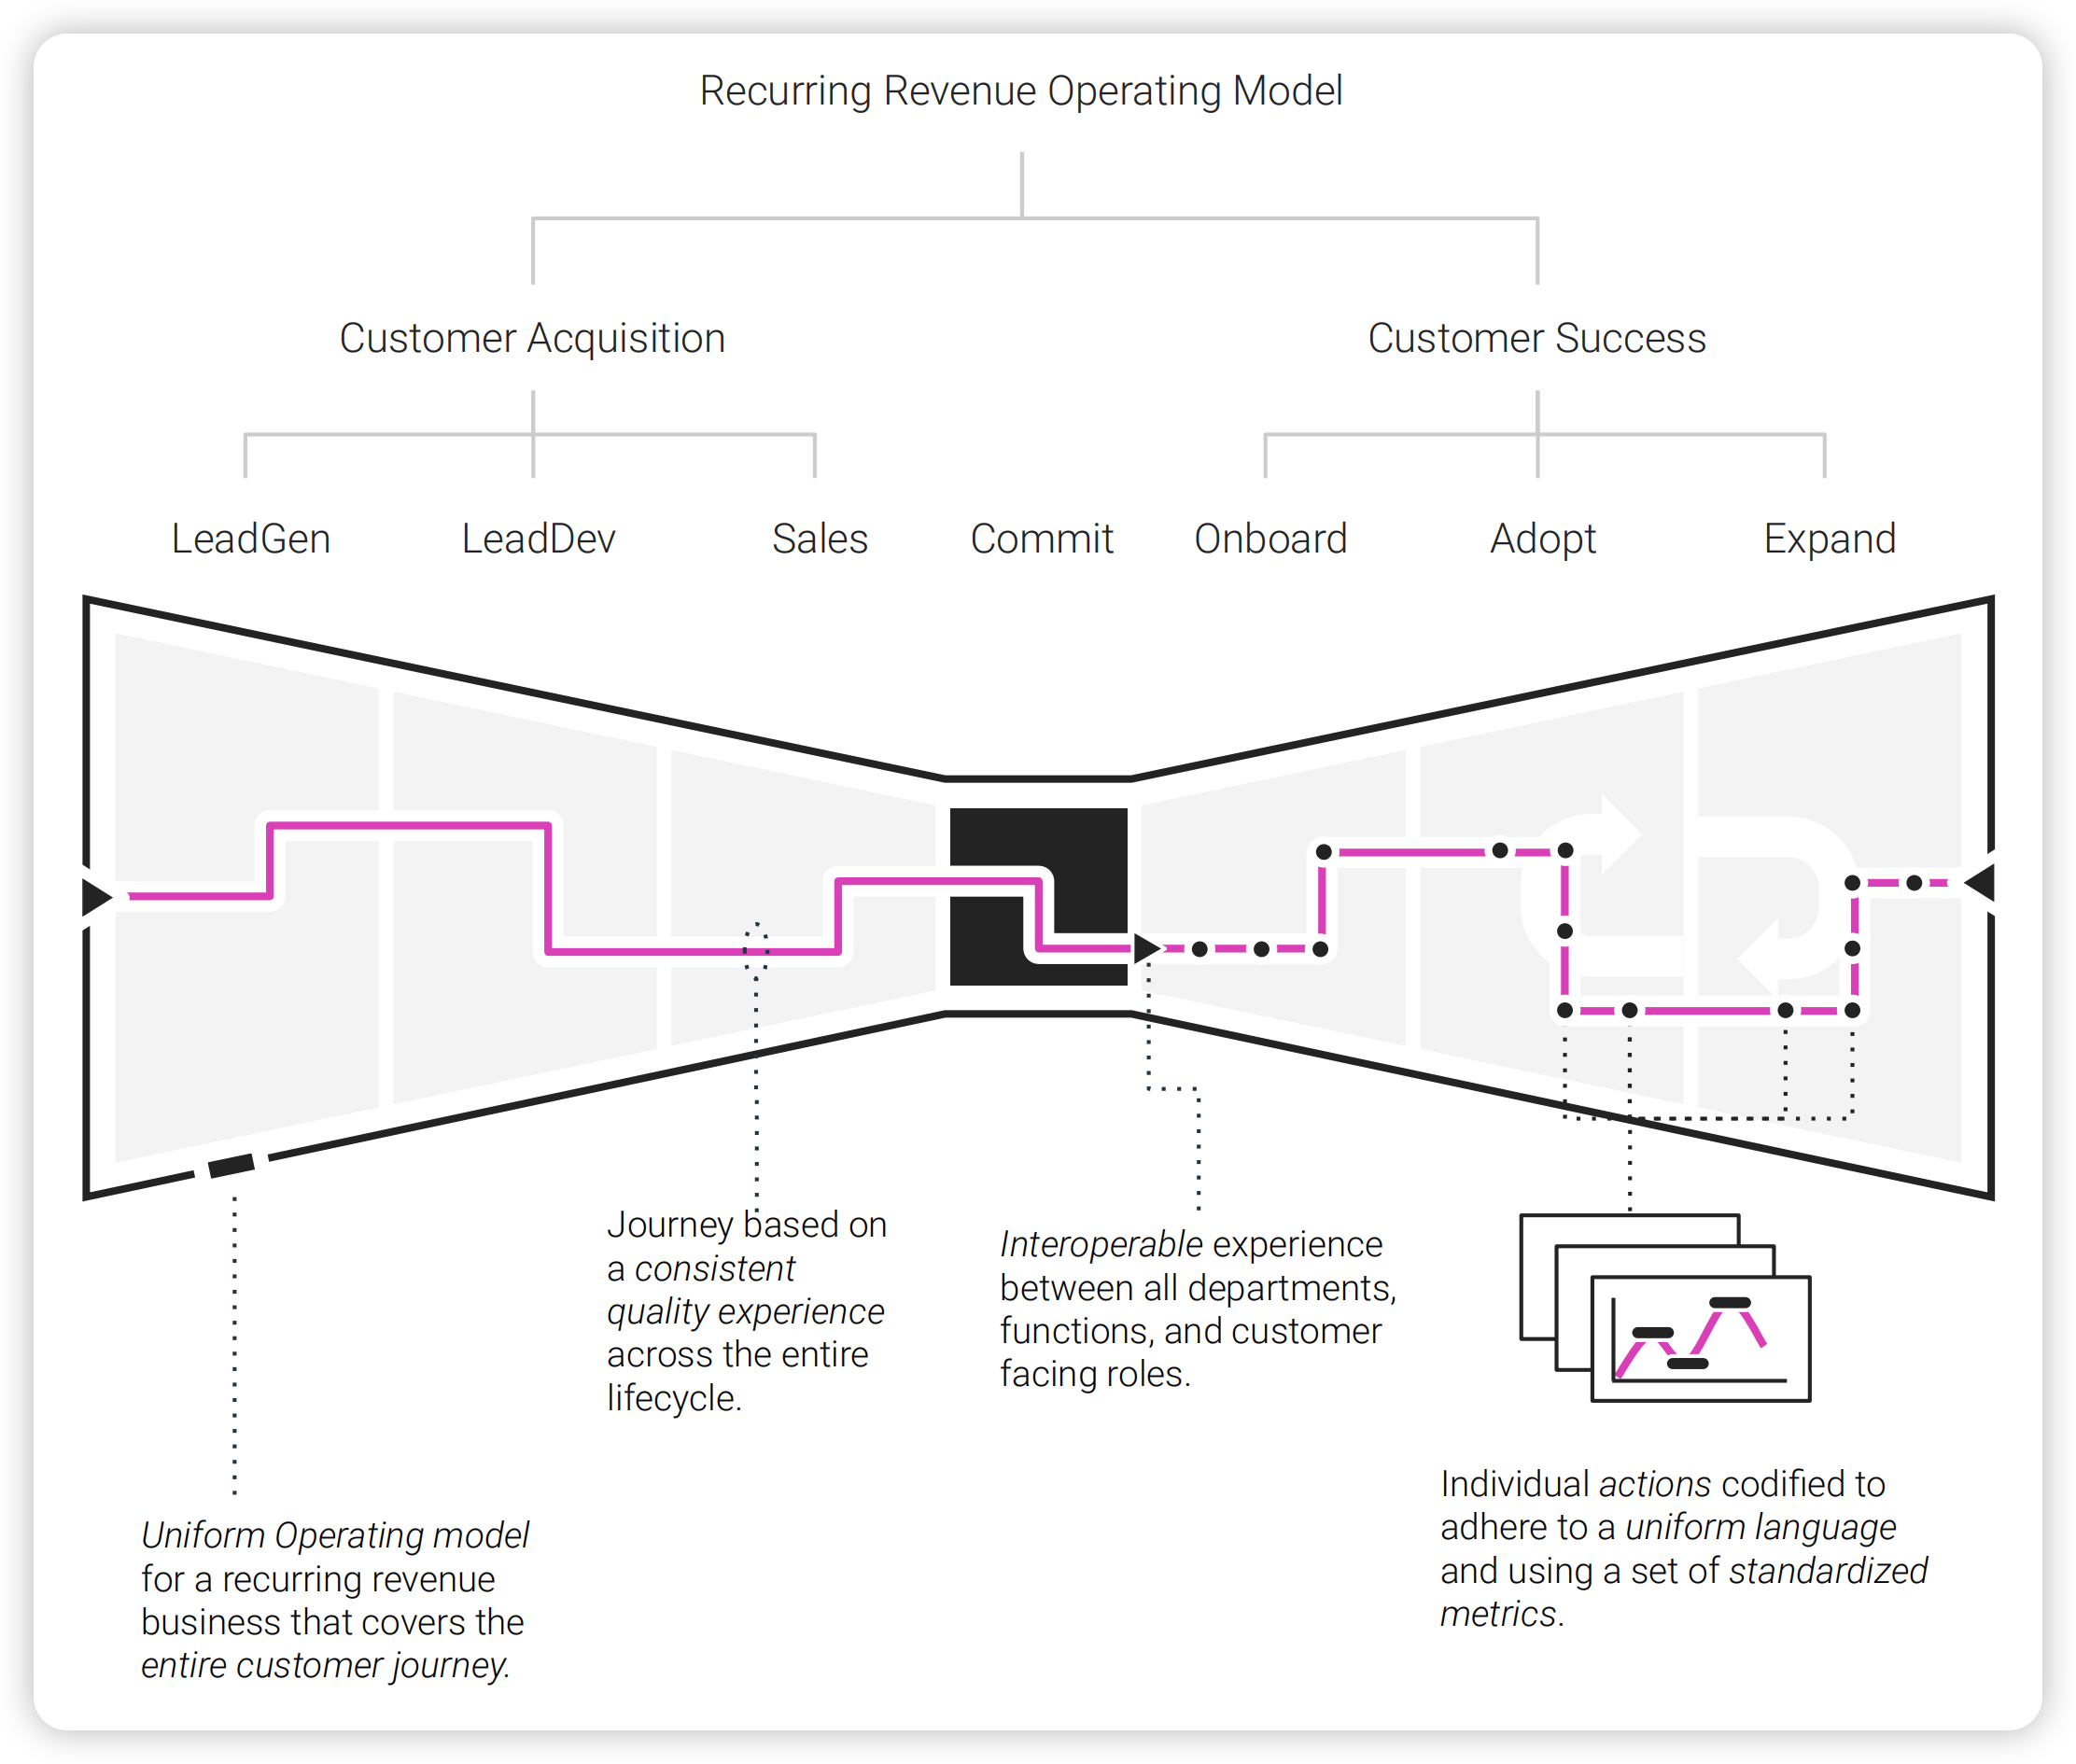 Recurring Revenue Operating Model
Customer Acquisition
Customer Success
LeadGen
LeadDev
Sales
Commit
Onboard
Adopt
Expand
Journey based on
a consistent
quality experience
across the entire
lifecycle.
Interoperable experience
between all departments,
functions, and customer
facing roles.
Uniform Operating model
for a recurring revenue
business that covers the
entire customer journey.
Individual actions codified to
adhere to a uniform language
and using a set of standardized
metrics.